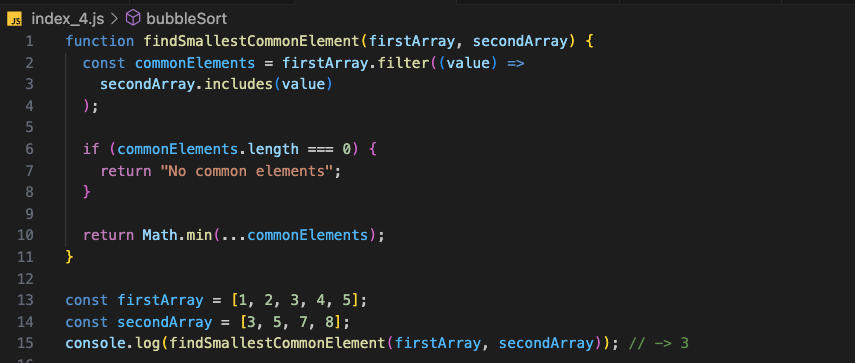 JS index_4.js > bubbleSort
1 function findSmallestCommonElement(firstArray, secondArray) {
2 const commonElements = firstArray.filter((value) =>
3 secondArray.includes(value)
4 );
5
6 if (commonElements.length === 0) {
7 return "No common elements";
8 }
9
10 return Math.min(...commonElements);
11 }
12
13 const firstArray = [1, 2, 3, 4, 5];
14 const secondArray = [3, 5, 7, 8];
15 console.log(findSmallestCommonElement(firstArray, secondArray)); // -> 3